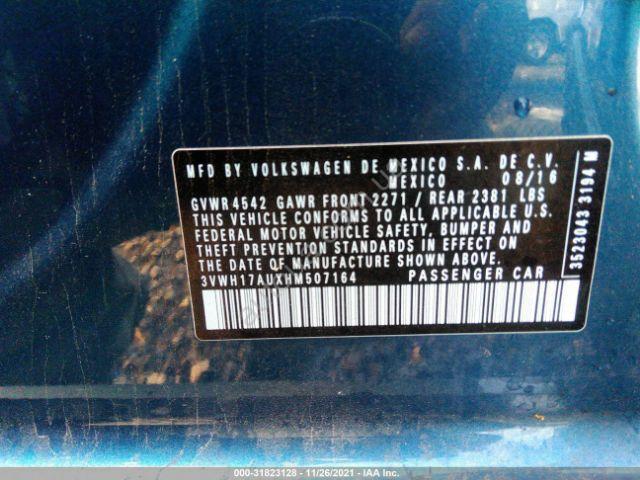 MFD BY VOLKSWAGEN DE MEXICO S.A. DE C.V.
MEXICO 08/16
GVWR 4542 GAWR FRONT 2271 / REAR 2381 LBS
THIS VEHICLE CONFORMS TO ALL APPLICABLE U.S.
FEDERAL MOTOR VEHICLE SAFETY, BUMPER AND
THEFT PREVENTION STANDARDS IN EFFECT ON
THE DATE OF MANUFACTURE SHOWN ABOVE.
3VWH17AUXHM507164 PASSENGER CAR
3523043 3194 M
000-31823128 - 11/26/2021 - IAA Inc.